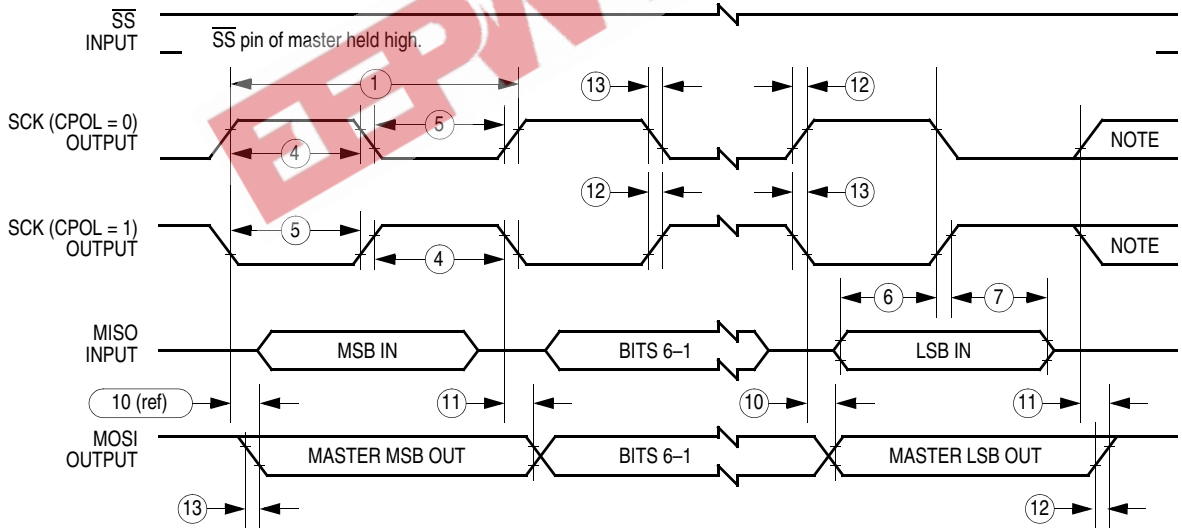 SS
INPUT
SS pin of master held high.
1
13
12
SCK (CPOL = 0)
OUTPUT
5
4
NOTE
12
13
SCK (CPOL = 1)
OUTPUT
5
4
NOTE
6
7
MISO
INPUT
MSB IN
BITS 6–1
LSB IN
10 (ref)
11
10
11
MOSI
OUTPUT
MASTER MSB OUT
BITS 6–1
MASTER LSB OUT
13
12